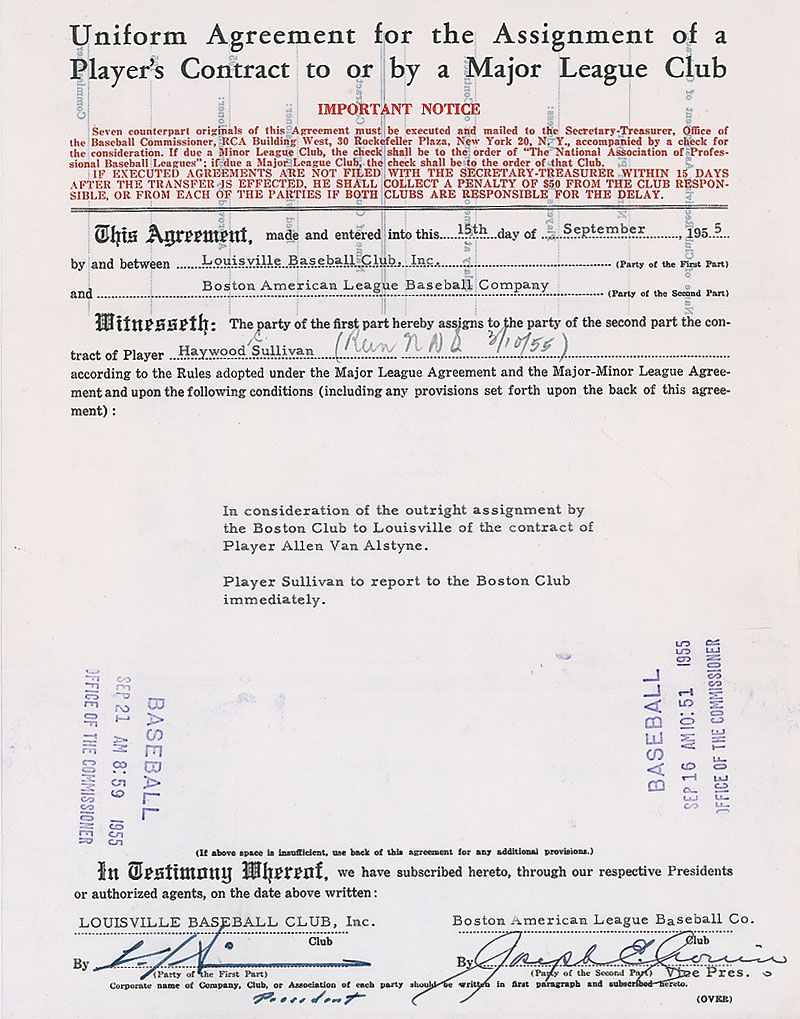 Uniform Agreement for the Assignment of a
Player's Contract to or by a Major League Club
IMPORTANT NOTICE
Seven counterpart originals of this Agreement must be executed and mailed to the Secretary-Treasurer, Office of
the Baseball Commissioner, RCA Building West, 30 Rockefeller Plaza, New York 20, N. Y., accompanied by a check for
the consideration. If due a Minor League Club, the check shall be to the order of "The National Association of Profes-
sional Baseball Leagues"; if due a Major League Club, the check shall be to the order of that Club.
IF EXECUTED AGREEMENTS ARE NOT FILED WITH THE SECRETARY-TREASURER WITHIN 15 DAYS
AFTER THE TRANSFER IS EFFECTED, HE SHALL COLLECT A PENALTY OF $50 FROM THE CLUB RESPON-
SIBLE, OR FROM EACH OF THE PARTIES IF BOTH CLUBS ARE RESPONSIBLE FOR THE DELAY.
This Agreement, made and entered into this 15th day of September, 1955
by and between Louisville Baseball Club, Inc. (Party of the First Part)
and Boston American League Baseball Company (Party of the Second Part)
Witnesseth: The party of the first part hereby assigns to the party of the second part the con-
tract of Player Haywood C. Sullivan
according to the Rules adopted under the Major League Agreement and the Major-Minor League Agree-
ment and upon the following conditions (including any provisions set forth upon the back of this agree-
ment) :
In consideration of the outright assignment by
the Boston Club to Louisville of the contract of
Player Allen Van Alstyne.
Player Sullivan to report to the Boston Club
immediately.
BASEBALL
SEP 21 AM 8:59 1955
OFFICE OF THE COMMISSIONER
BASEBALL
SEP 16 AM 10:51 1955
OFFICE OF THE COMMISSIONER
(If above space is insufficient, use back of this agreement for any additional provisions.)
In Testimony Whereof, we have subscribed hereto, through our respective Presidents
or authorized agents, on the date above written :
LOUISVILLE BASEBALL CLUB, Inc. Boston American League Baseball Co.
Club Club
By By Joseph E Cronin
(Party of the First Part) (Party of the Second Part) Vice Pres.
Corporate name of Company, Club, or Association of each party should be written in first paragraph and subscribed hereto.
President
(OVER)